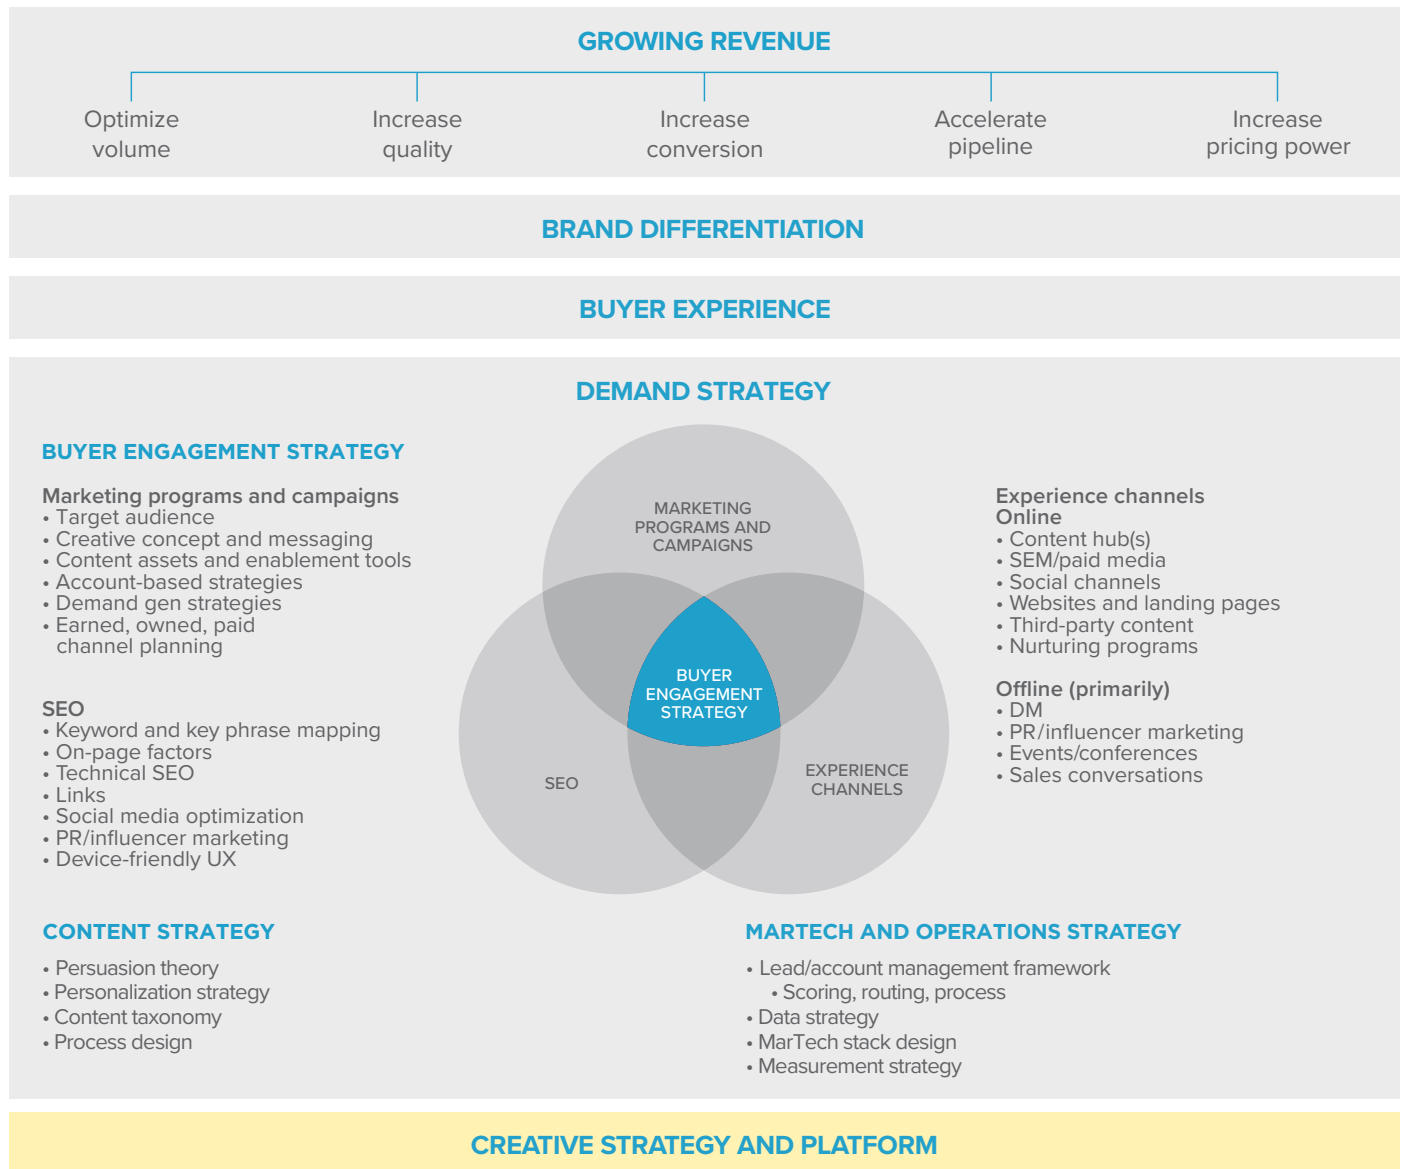 GROWING REVENUE
Optimize
volume
Increase
quality
Increase
conversion
Accelerate
pipeline
Increase
pricing power
BRAND DIFFERENTIATION
BUYER EXPERIENCE
DEMAND STRATEGY
BUYER ENGAGEMENT STRATEGY
Marketing programs and campaigns
• Target audience
• Creative concept and messaging
• Content assets and enablement tools
• Account-based strategies
• Demand gen strategies
• Earned, owned, paid
channel planning
SEO
• Keyword and key phrase mapping
• On-page factors
• Technical SEO
• Links
• Social media optimization
• PR/influencer marketing
• Device-friendly UX
MARKETING
PROGRAMS AND
CAMPAIGNS
BUYER
ENGAGEMENT
STRATEGY
SEO
EXPERIENCE
CHANNELS
Experience channels
Online
• Content hub(s)
• SEM/paid media
• Social channels
• Websites and landing pages
• Third-party content
• Nurturing programs
Offline (primarily)
• DM
• PR/influencer marketing
• Events/conferences
• Sales conversations
CONTENT STRATEGY
• Persuasion theory
• Personalization strategy
• Content taxonomy
• Process design
MARTECH AND OPERATIONS STRATEGY
• Lead/account management framework
• Scoring, routing, process
• Data strategy
• MarTech stack design
• Measurement strategy
CREATIVE STRATEGY AND PLATFORM